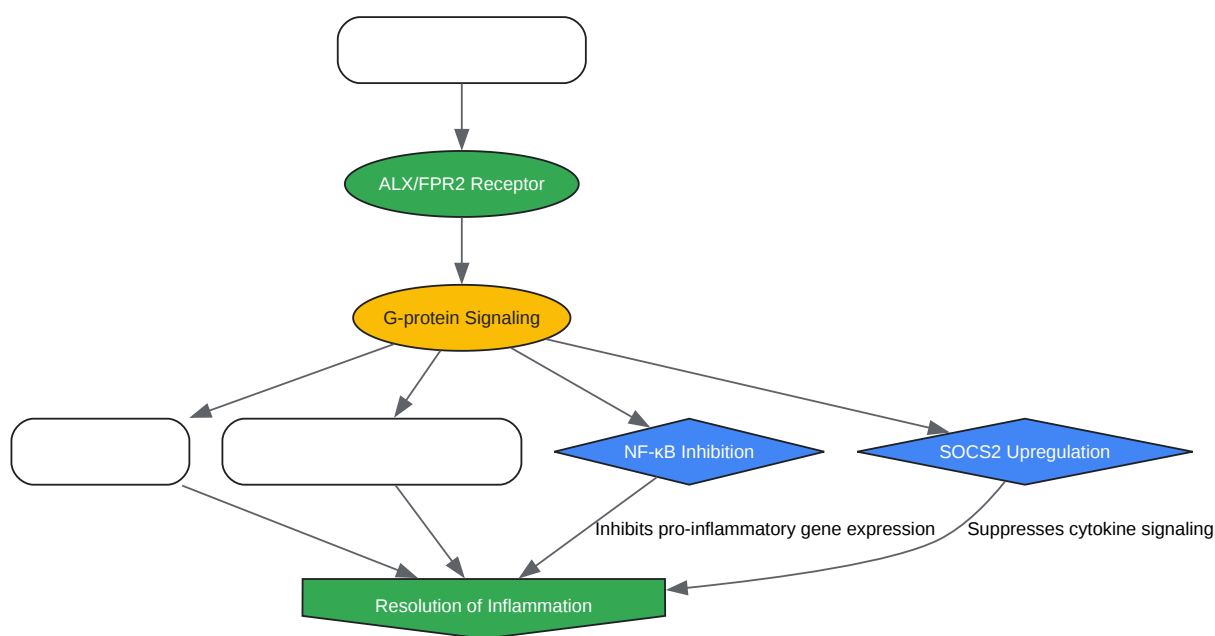 ALX/FPR2 Receptor
G-protein Signaling
NF-κB Inhibition
SOCS2 Upregulation
Inhibits pro-inflammatory gene expression
Suppresses cytokine signaling
Resolution of Inflammation